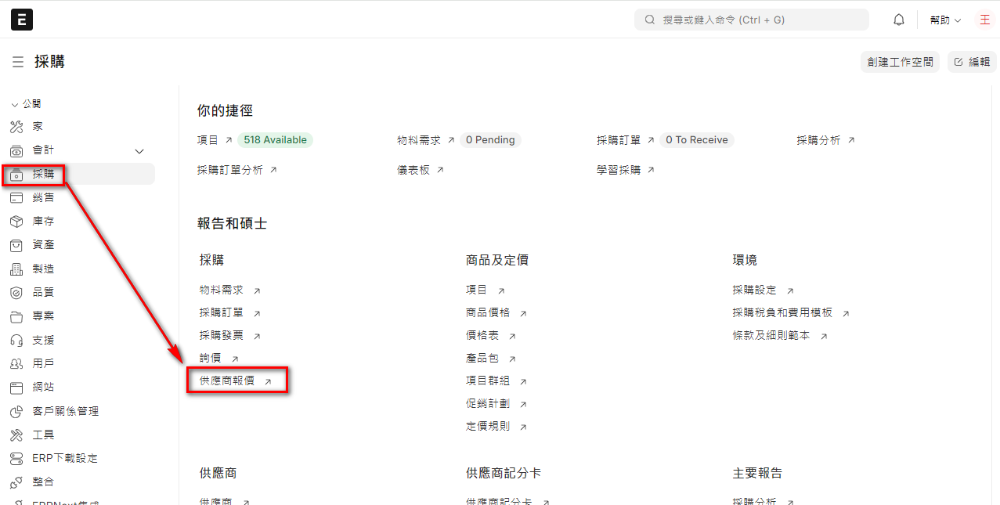 E
搜尋或鍵入命令 (Ctrl + G)
幫助
王
採購
創建工作空間
編輯
公開
家
會計
採購
銷售
庫存
資產
製造
品質
專案
支援
用戶
網站
客戶關係管理
工具
ERP下載設定
整合
ERPNext集成
你的捷徑
項目 518 Available
物料需求 0 Pending
採購訂單 0 To Receive
採購分析
採購訂單分析
儀表板
學習採購
報告和碩士
採購
物料需求
採購訂單
採購發票
詢價
供應商報價
商品及定價
項目
商品價格
價格表
產品包
項目群組
促銷計劃
定價規則
環境
採購設定
採購稅負和費用模板
條款及細則範本
供應商
供應商
供應商記分卡
供應商記分卡
主要報告
採購分析